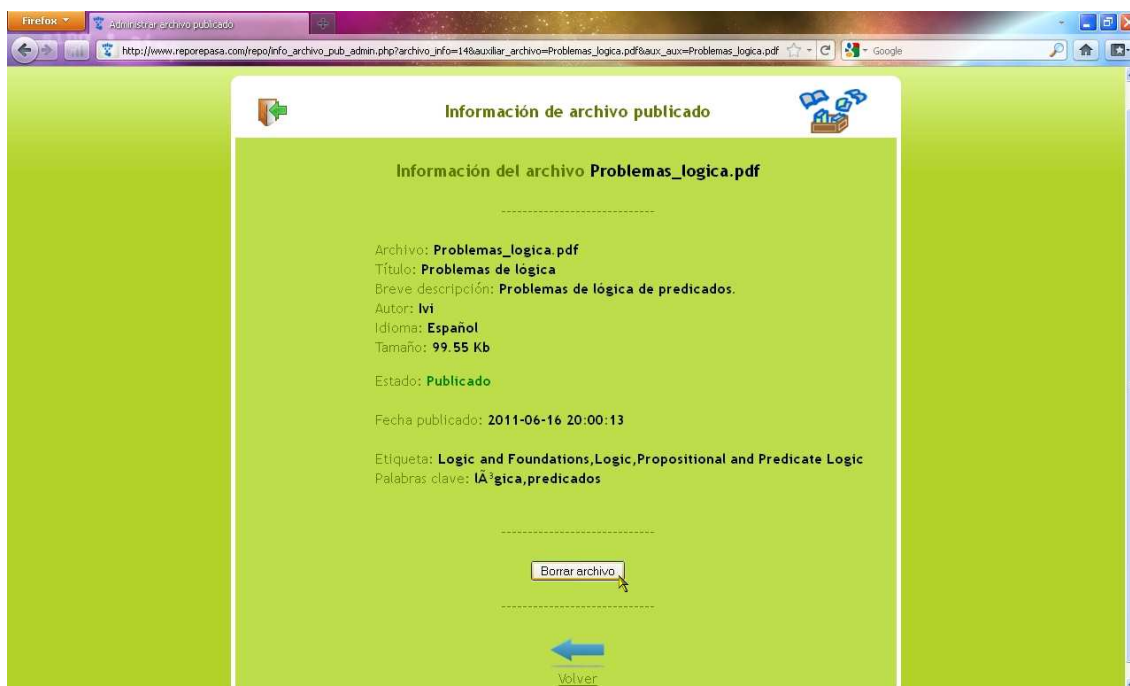 Firefox
Administrar archivo publicado
http://www.reporepasa.com/repo/info_archivo_pub_admin.php?archivo_info=14&auxiliar_archivo=Problemas_logica.pdf&aux_aux=Problemas_logica.pdf
Google
Información de archivo publicado
Información del archivo Problemas_logica.pdf
----------------------------
Archivo: Problemas_logica.pdf
Título: Problemas de lógica
Breve descripción: Problemas de lógica de predicados.
Autor: Ivi
Idioma: Español
Tamaño: 99.55 Kb
Estado: Publicado
Fecha publicado: 2011-06-16 20:00:13
Etiqueta: Logic and Foundations,Logic,Propositional and Predicate Logic
Palabras clave: lÃ³gica,predicados
----------------------------
Borrar archivo
----------------------------
Volver